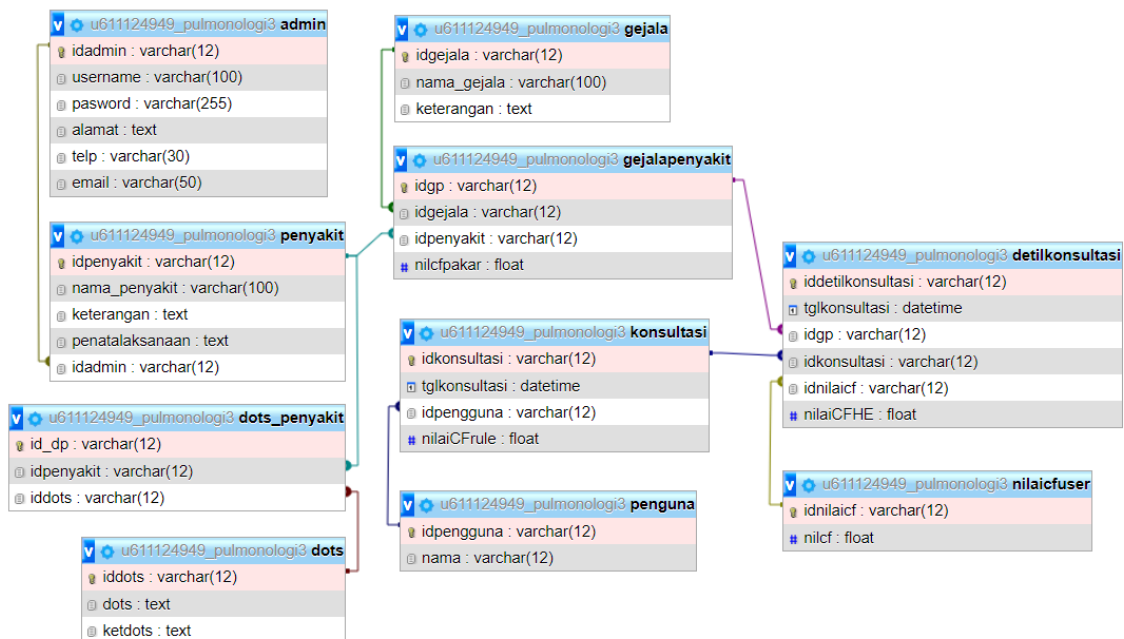 u611124949_pulmonologi3 admin
idadmin : varchar(12)
username : varchar(100)
pasword : varchar(255)
alamat : text
telp : varchar(30)
email : varchar(50)
u611124949_pulmonologi3 penyakit
idpenyakit : varchar(12)
nama_penyakit : varchar(100)
keterangan : text
penatalaksanaan : text
idadmin : varchar(12)
u611124949_pulmonologi3 dots_penyakit
id_dp : varchar(12)
idpenyakit : varchar(12)
iddots : varchar(12)
u611124949_pulmonologi3 dots
iddots : varchar(12)
dots : text
ketdots : text
u611124949_pulmonologi3 gejala
idgejala : varchar(12)
nama_gejala : varchar(100)
keterangan : text
u611124949_pulmonologi3 gejalapenyakit
idgp : varchar(12)
idgejala : varchar(12)
idpenyakit : varchar(12)
# nilcfpakar : float
u611124949_pulmonologi3 konsultasi
idkonsultasi : varchar(12)
tglkonsultasi : datetime
idpengguna : varchar(12)
# nilaiCFrule : float
u611124949_pulmonologi3 penguna
idpengguna : varchar(12)
nama : varchar(12)
u611124949_pulmonologi3 detilkonsultasi
iddetilkonsultasi : varchar(12)
tglkonsultasi : datetime
idgp : varchar(12)
idkonsultasi : varchar(12)
idnilaicf : varchar(12)
# nilaiCFHE : float
u611124949_pulmonologi3 nilaicfuser
idnilaicf : varchar(12)
# nilcf : float